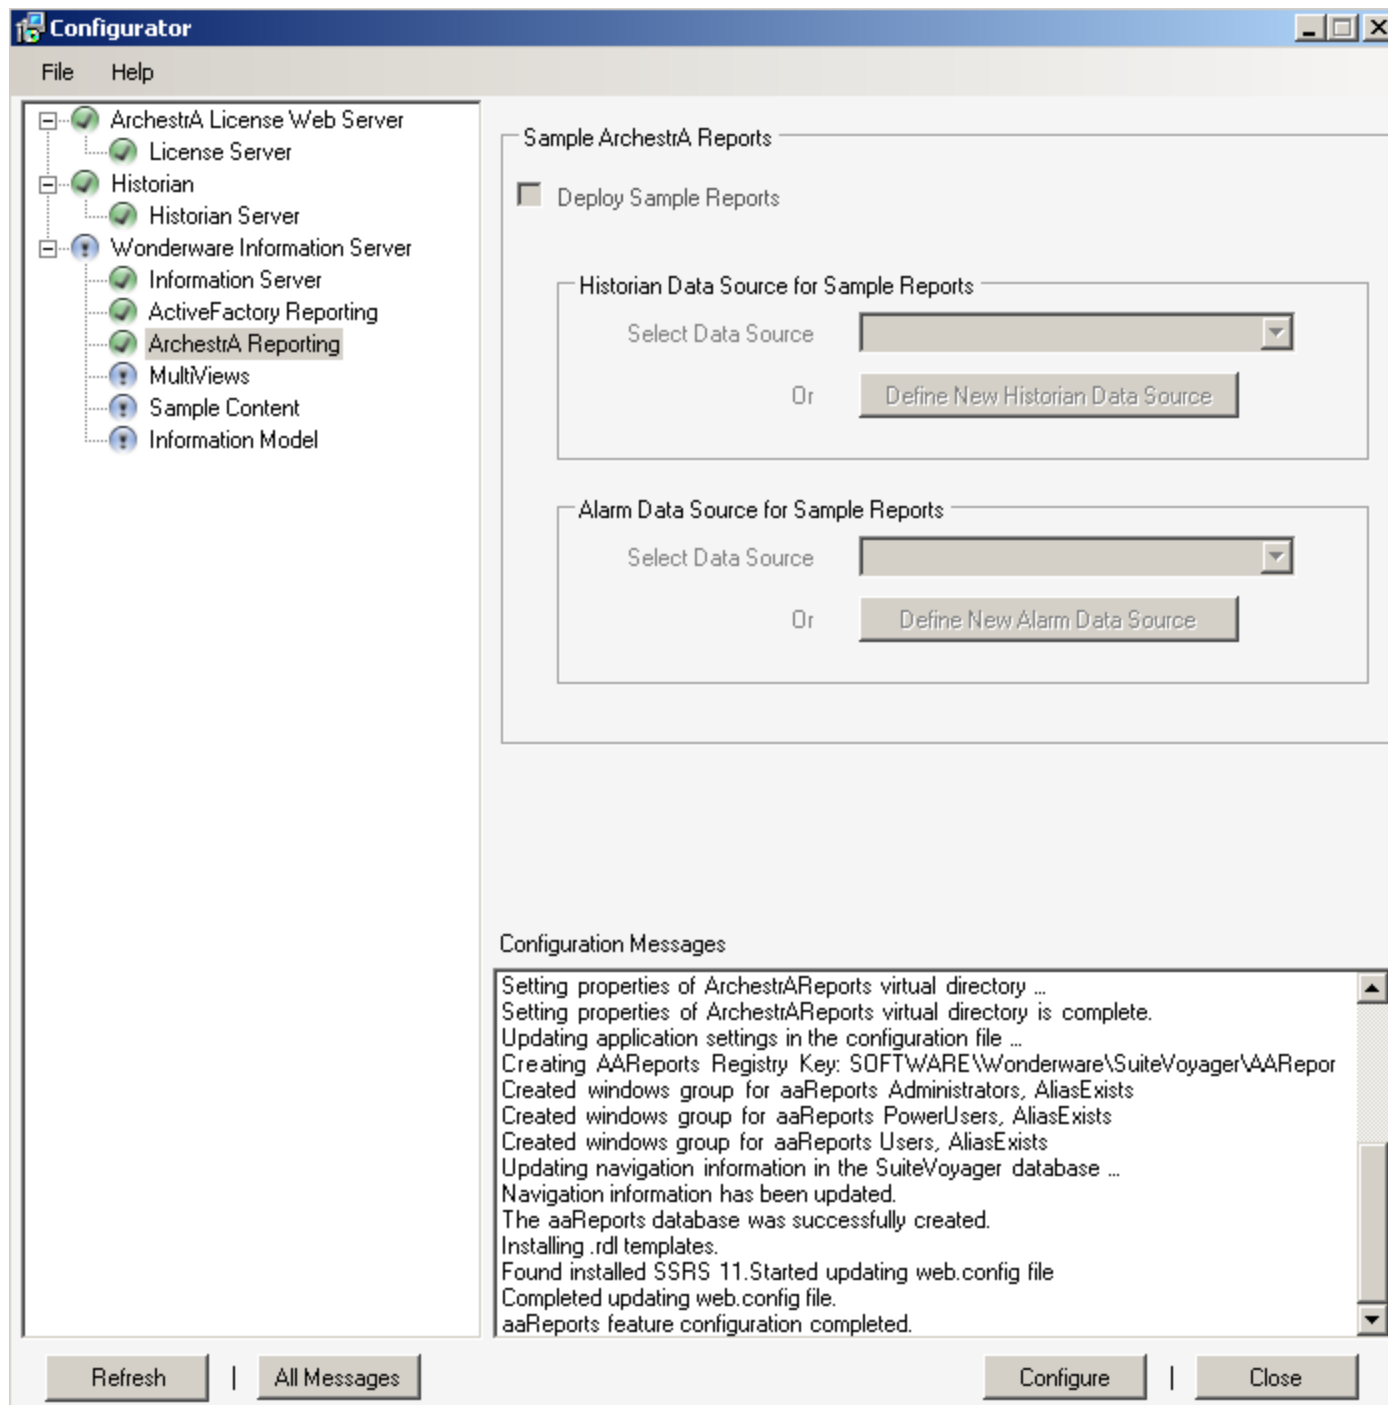 Configurator
File Help
ArchestrA License Web Server
License Server
Historian
Historian Server
Wonderware Information Server
Information Server
ActiveFactory Reporting
ArchestrA Reporting
MultiViews
Sample Content
Information Model
Sample ArchestrA Reports
Deploy Sample Reports
Historian Data Source for Sample Reports
Select Data Source
Or Define New Historian Data Source
Alarm Data Source for Sample Reports
Select Data Source
Or Define New Alarm Data Source
Configuration Messages
Setting properties of ArchestrAReports virtual directory ...
Setting properties of ArchestrAReports virtual directory is complete.
Updating application settings in the configuration file ...
Creating AAReports Registry Key: SOFTWARE\Wonderware\SuiteVoyager\AARepor
Created windows group for aaReports Administrators, AliasExists
Created windows group for aaReports PowerUsers, AliasExists
Created windows group for aaReports Users, AliasExists
Updating navigation information in the SuiteVoyager database ...
Navigation information has been updated.
The aaReports database was successfully created.
Installing .rdl templates.
Found installed SSRS 11.Started updating web.config file
Completed updating web.config file.
aaReports feature configuration completed.
Refresh | All Messages Configure | Close